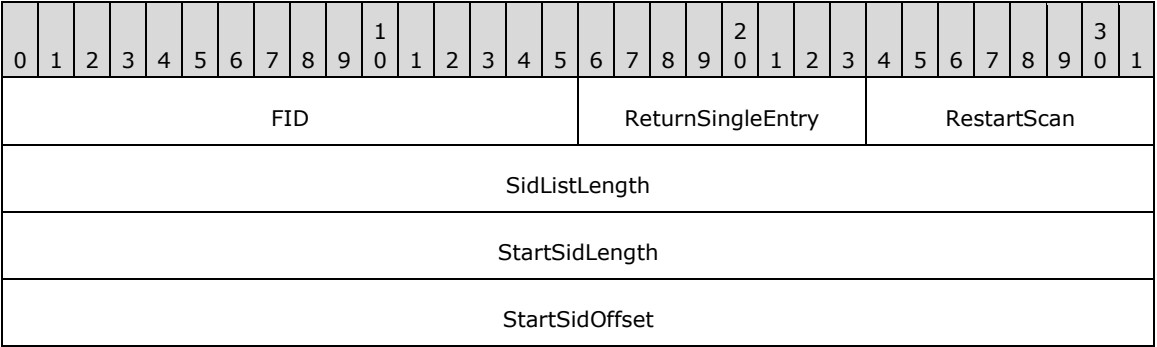 1 2 3
0 1 2 3 4 5 6 7 8 9 0 1 2 3 4 5 6 7 8 9 0 1 2 3 4 5 6 7 8 9 0 1
FID ReturnSingleEntry RestartScan
SidListLength
StartSidLength
StartSidOffset